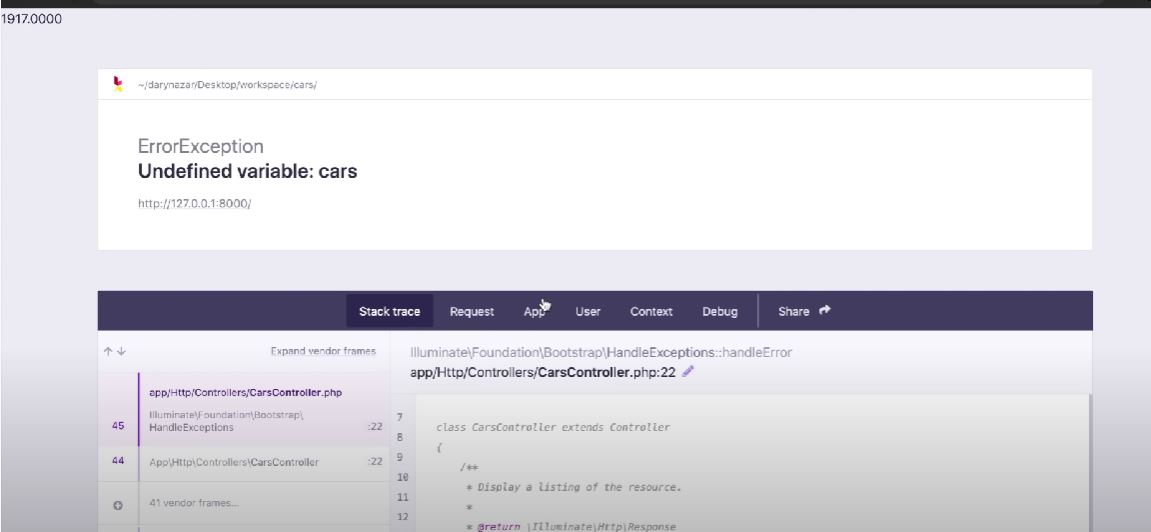 1917.0000
~/darynazar/Desktop/workspace/cars/
ErrorException
Undefined variable: cars
http://127.0.0.1:8000/
Stack trace Request App User Context Debug Share
Expand vendor frames
app/Http/Controllers/CarsController.php
Illuminate\Foundation\Bootstrap\
45 HandleExceptions :22
44 App\Http\Controllers\CarsController :22
41 vendor frames...
Illuminate\Foundation\Bootstrap\HandleExceptions::handleError
app/Http/Controllers/CarsController.php:22
7
8 class CarsController extends Controller
9 {
10 /**
11 * Display a listing of the resource.
12 *
* @return \Illuminate\Http\Response